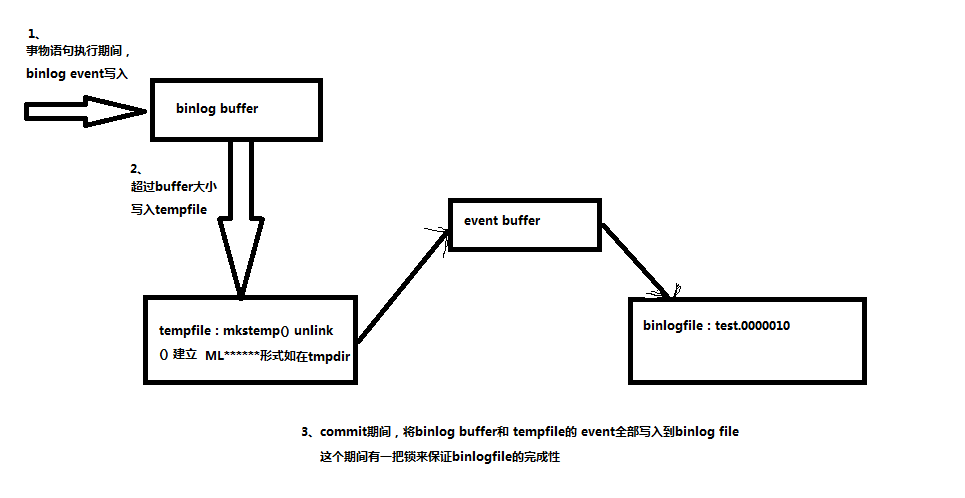 1、
事物语句执行期间，
binlog event写入
binlog buffer
2、
超过buffer大小
写入tempfile
event buffer
tempfile：mkstemp() unlink
() 建立 ML******形式如在tmpdir
binlogfile：test.0000010
3、commit期间，将binlog buffer和 tempfile的 event全部写入到binlog file
这个期间有一把锁来保证binlogfile的完成性